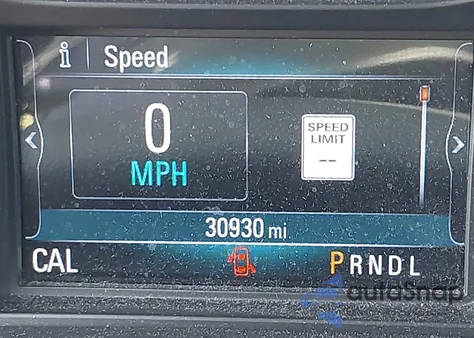 i Speed
0
MPH
SPEED
LIMIT
--
30930 mi
CAL PRNDL
autoSnap